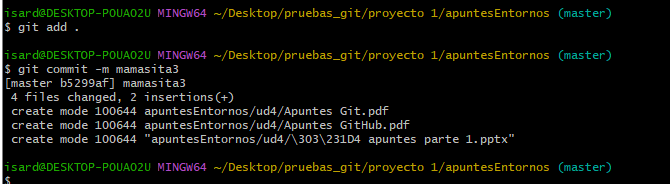 isard@DESKTOP-POUAO2U MINGW64 ~/Desktop/pruebas_git/proyecto 1/apuntesEntornos (master)
$ git add .
isard@DESKTOP-POUAO2U MINGW64 ~/Desktop/pruebas_git/proyecto 1/apuntesEntornos (master)
$ git commit -m mamasita3
[master b5299af] mamasita3
 4 files changed, 2 insertions(+)
 create mode 100644 apuntesEntornos/ud4/Apuntes Git.pdf
 create mode 100644 apuntesEntornos/ud4/Apuntes GitHub.pdf
 create mode 100644 "apuntesEntornos/ud4/\303\231D4 apuntes parte 1.pptx"
isard@DESKTOP-POUAO2U MINGW64 ~/Desktop/pruebas_git/proyecto 1/apuntesEntornos (master)
$